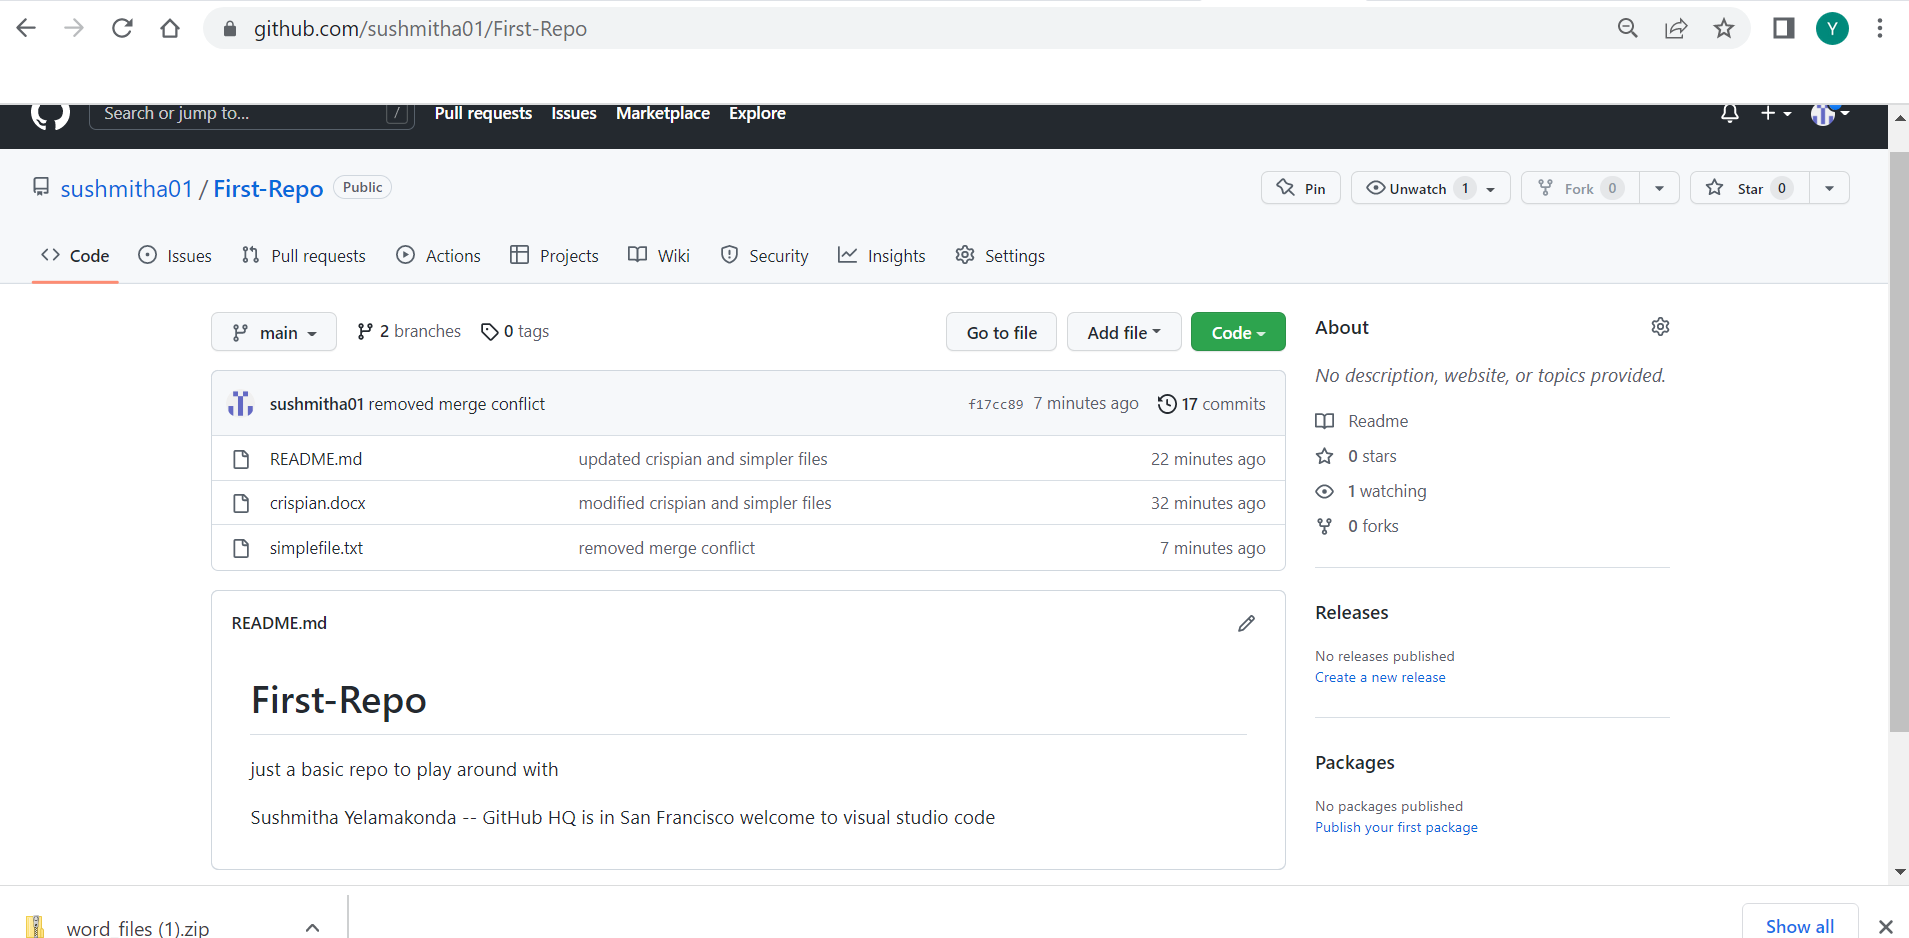 github.com/sushmitha01/First-Repo
Y
Search or jump to... /
Pull requests Issues Marketplace Explore
sushmitha01 / First-Repo Public
Pin Unwatch 1 Fork 0 Star 0
Code Issues Pull requests Actions Projects Wiki Security Insights Settings
main 2 branches 0 tags Go to file Add file Code
sushmitha01 removed merge conflict f17cc89 7 minutes ago 17 commits
README.md updated crispian and simpler files 22 minutes ago
crispian.docx modified crispian and simpler files 32 minutes ago
simplefile.txt removed merge conflict 7 minutes ago
README.md
First-Repo
just a basic repo to play around with
Sushmitha Yelamakonda -- GitHub HQ is in San Francisco welcome to visual studio code
About
No description, website, or topics provided.
Readme
0 stars
1 watching
0 forks
Releases
No releases published
Create a new release
Packages
No packages published
Publish your first package
word_files (1).zip
Show all